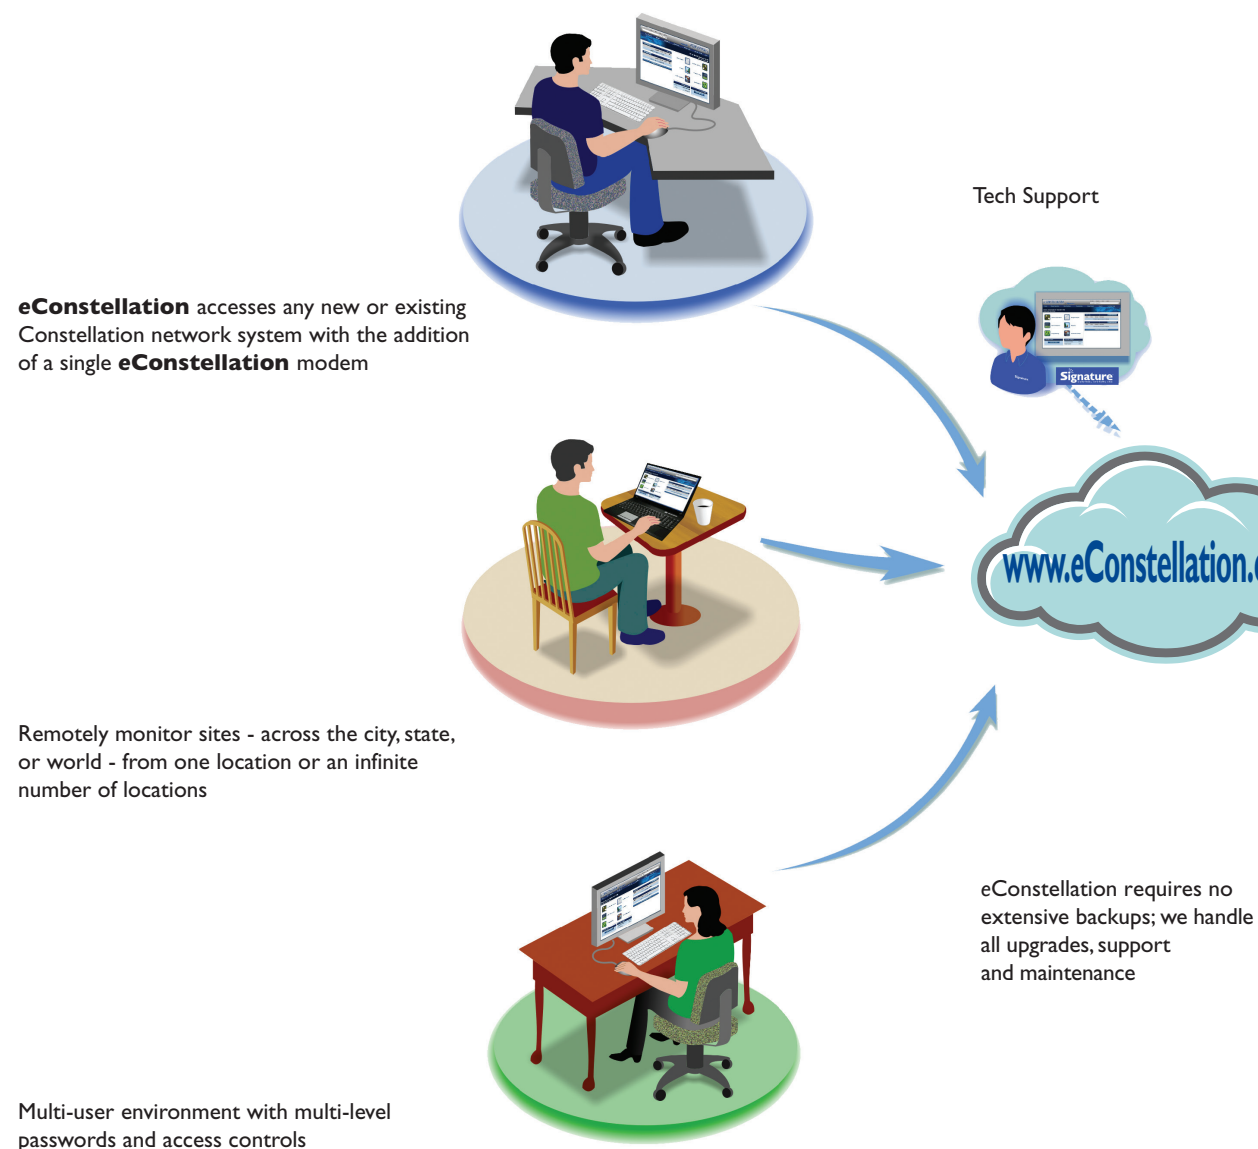 Tech Support
eConstellation accesses any new or existing
Constellation network system with the addition
of a single eConstellation modem
Signature
www.eConstellation.
Remotely monitor sites - across the city, state,
or world - from one location or an infinite
number of locations
eConstellation requires no
extensive backups; we handle
all upgrades, support
and maintenance
Multi-user environment with multi-level
passwords and access controls